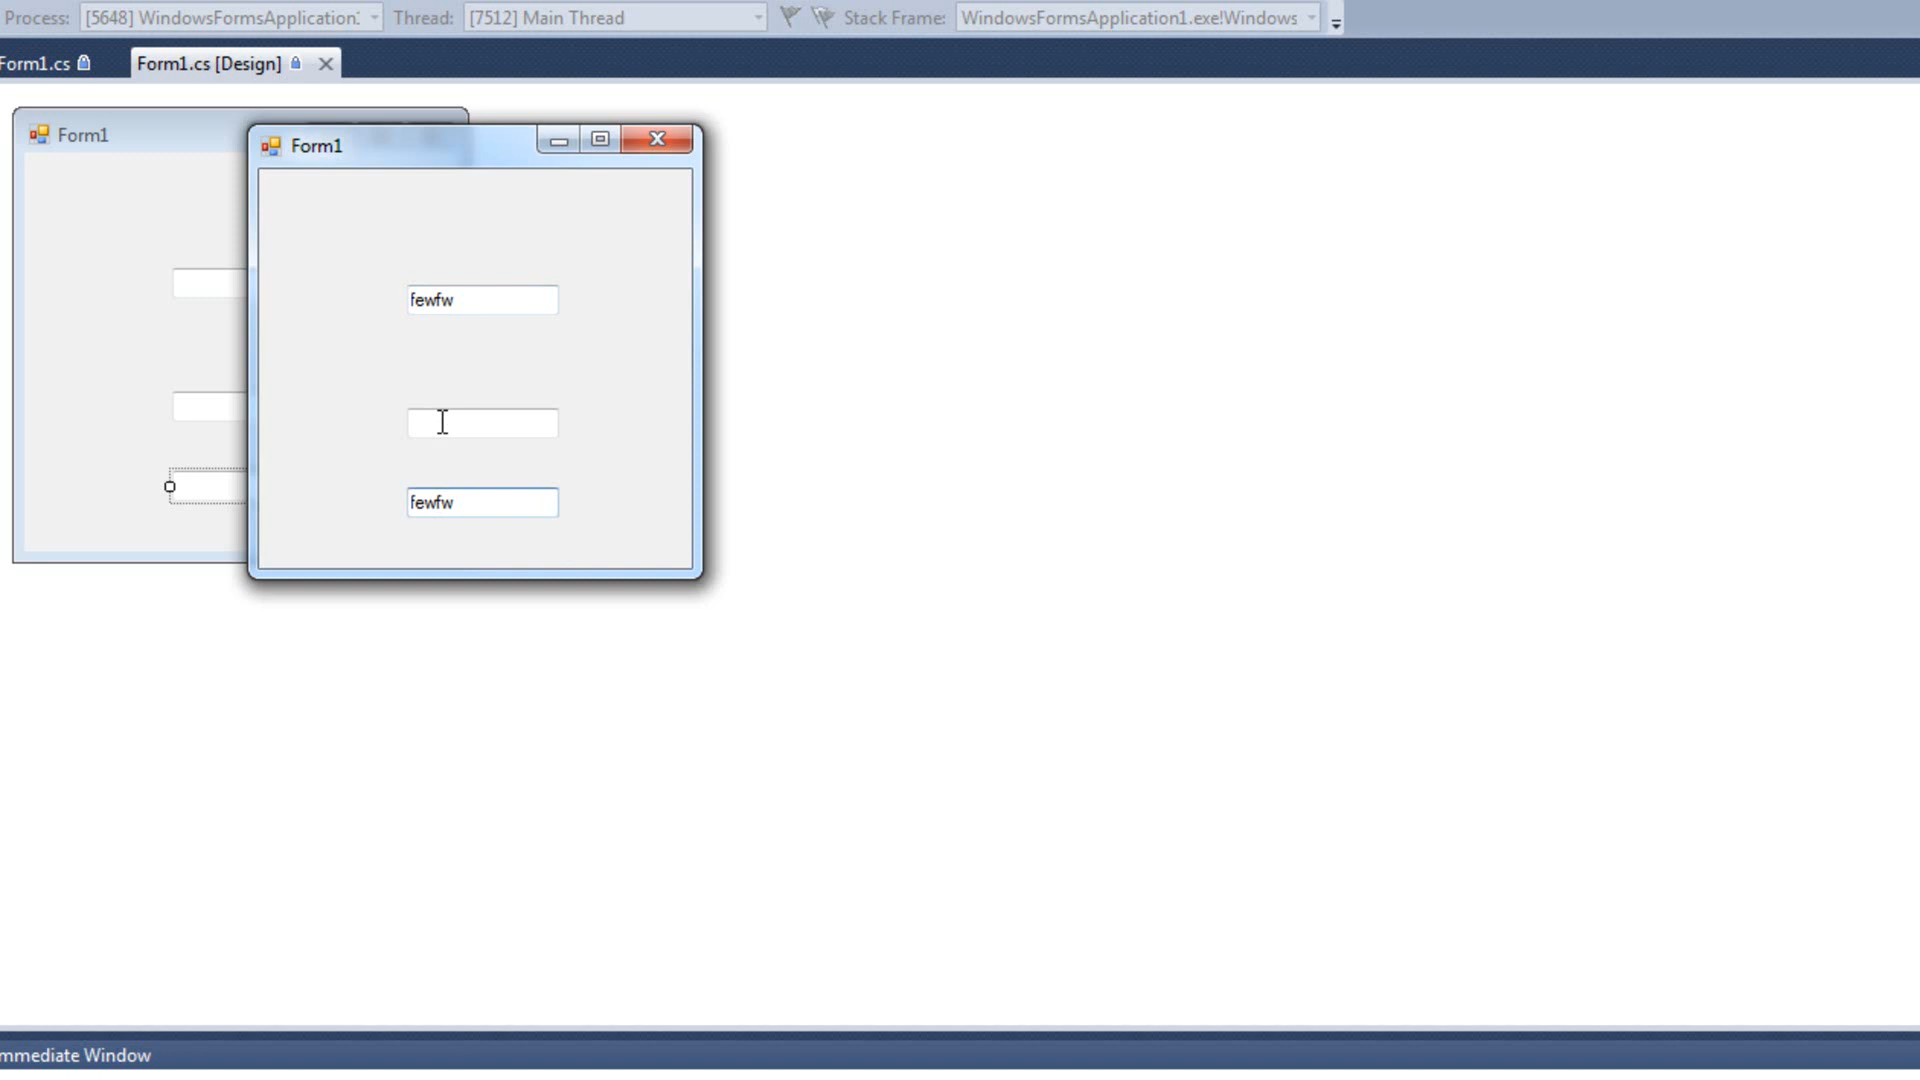 Process: [5648] WindowsFormsApplication: Thread: [7512] Main Thread Stack Frame: WindowsFormsApplication1.exe!Windows
Form1.cs Form1.cs [Design]
Form1
Form1
fewfw
fewfw
mmediate Window